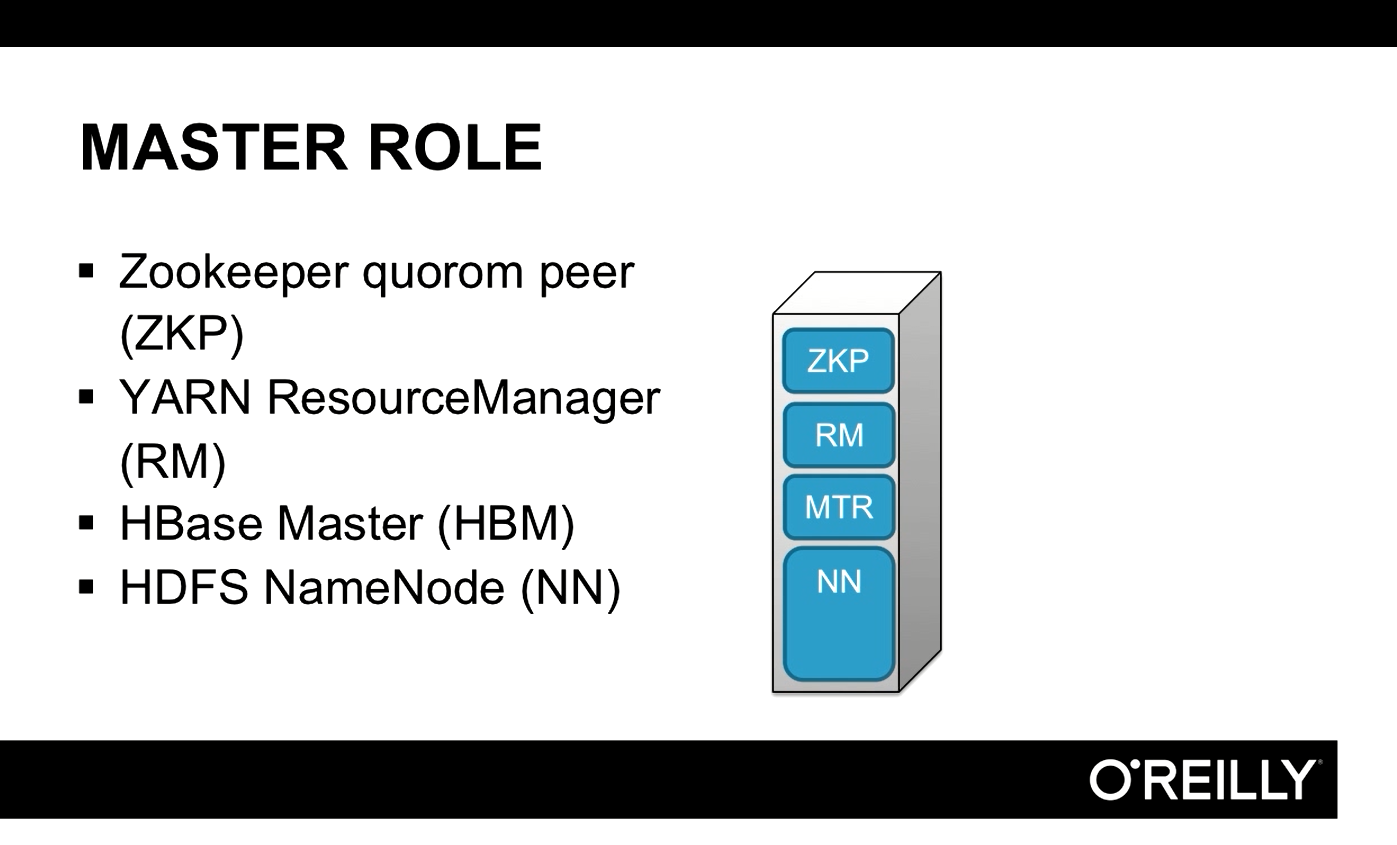 MASTER ROLE
▪ Zookeeper quorom peer
(ZKP)
▪ YARN ResourceManager
(RM)
▪ HBase Master (HBM)
▪ HDFS NameNode (NN)
ZKP
RM
MTR
NN
O'REILLY®